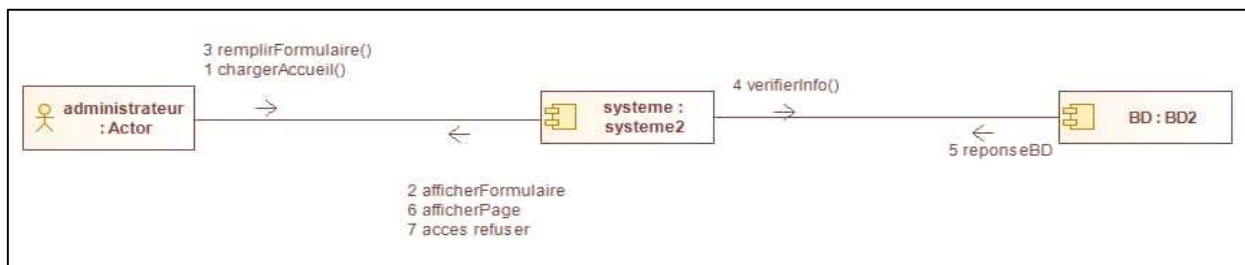 3 remplirFormulaire()
1 chargerAccueil()
administrateur
: Actor
systeme :
systeme2
4 verifierInfo()
BD : BD2
5 reponseBD
2 afficherFormulaire
6 afficherPage
7 acces refuser